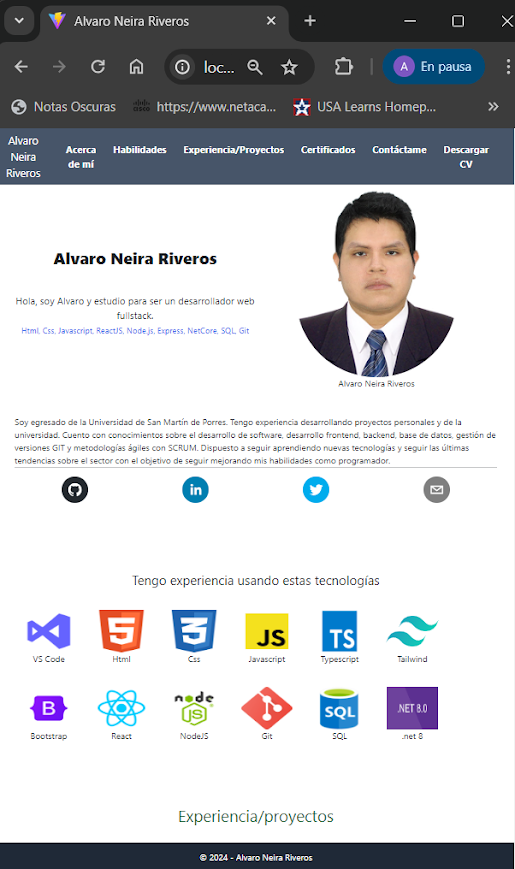 Alvaro Neira Riveros
loc...
A
En pausa
Notas Oscuras
https://www.netaca...
USA Learns Homep...
Alvaro
Neira
Riveros
Acerca
de mí
Habilidades
Experiencia/Proyectos
Certificados
Contáctame
Descargar
CV
Alvaro Neira Riveros
Hola, soy Alvaro y estudio para ser un desarrollador web
fullstack.
Html, Css, Javascript, ReactJS, Node.js, Express, NetCore, SQL, Git
Alvaro Neira Riveros
Soy egresado de la Universidad de San Martín de Porres. Tengo experiencia desarrollando proyectos personales y de la
universidad. Cuento con conocimientos sobre el desarrollo de software, desarrollo frontend, backend, base de datos, gestión de
versiones GIT y metodologías ágiles con SCRUM. Dispuesto a seguir aprendiendo nuevas tecnologías y seguir las últimas
tendencias sobre el sector con el objetivo de seguir mejorando mis habilidades como programador.
in
Tengo experiencia usando estas tecnologías
5
3
JS
TS
VS Code
Html
Css
Javascript
Typescript
Tailwind
B
node
JS
SQL
.NET 8.0
Bootstrap
React
NodeJS
Git
SQL
.net 8
Experiencia/proyectos
© 2024 - Alvaro Neira Riveros